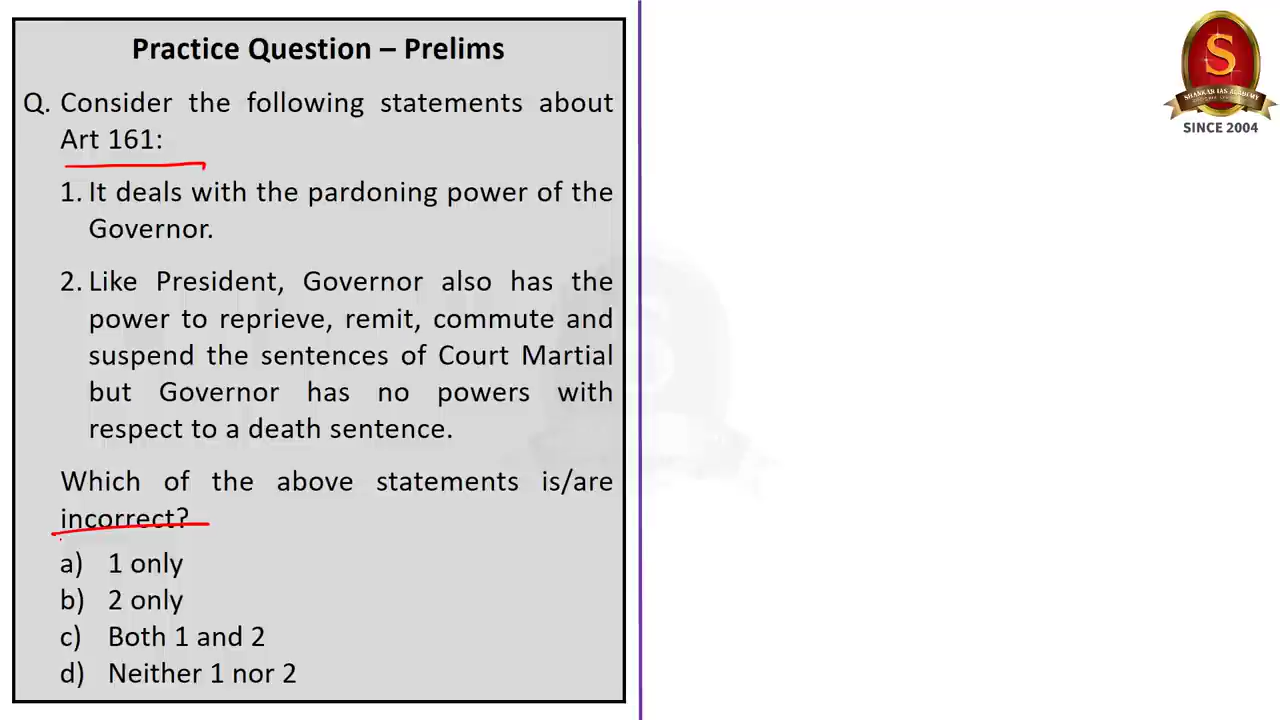 Practice Question – Prelims
Q. Consider the following statements about
Art 161:
1. It deals with the pardoning power of the
Governor.
2. Like President, Governor also has the
power to reprieve, remit, commute and
suspend the sentences of Court Martial
but Governor has no powers with
respect to a death sentence.
Which of the above statements is/are
incorrect?
a) 1 only
b) 2 only
c) Both 1 and 2
d) Neither 1 nor 2
S
SHANKAR IAS ACADEMY
SINCE 2004